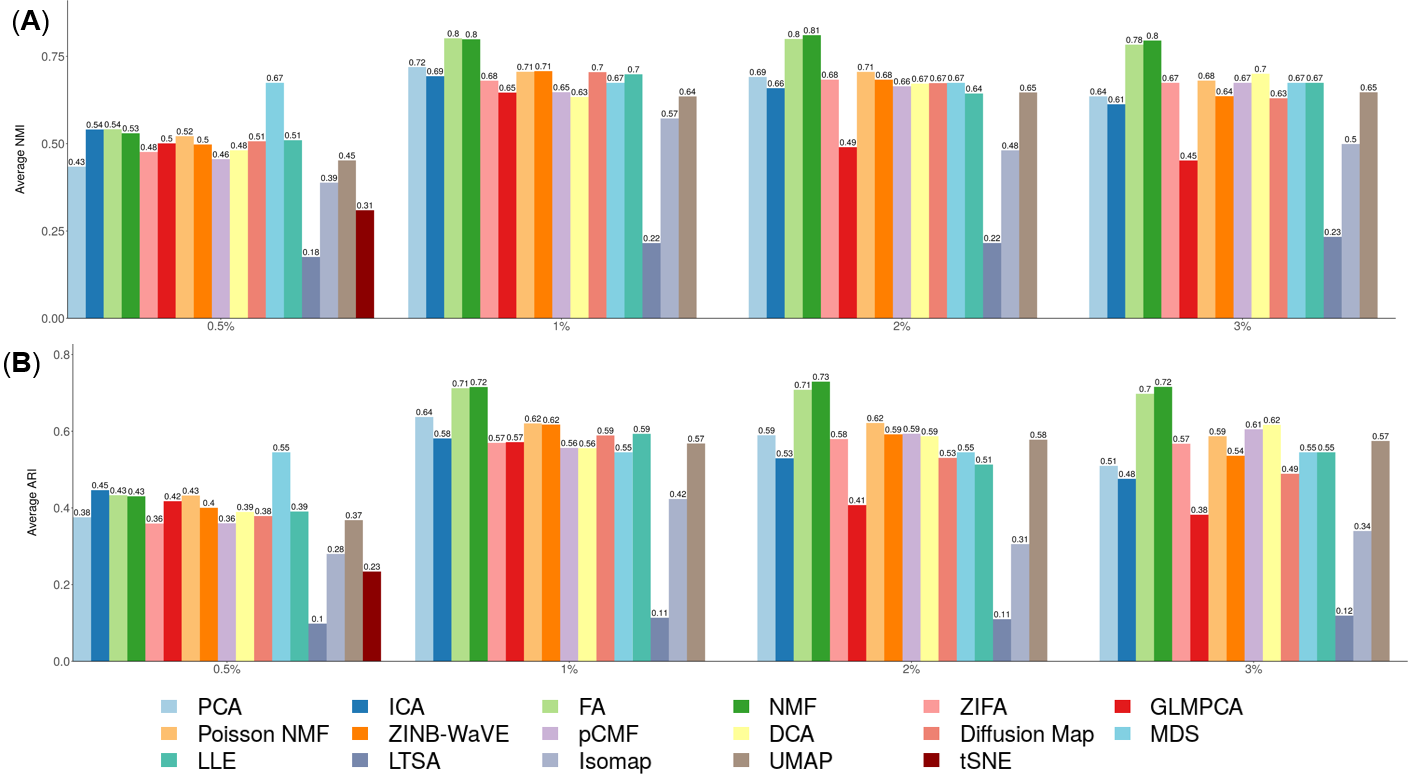 (A)
Average NMI
0.75
0.50
0.25
0.00
0.43 0.54 0.54 0.53 0.48 0.5 0.52 0.5 0.46 0.48 0.51 0.67 0.51 0.18 0.39 0.45 0.31
0.72 0.69 0.8 0.8 0.68 0.65 0.71 0.71 0.65 0.63 0.7 0.67 0.7 0.22 0.57 0.64
0.69 0.66 0.8 0.81 0.68 0.49 0.71 0.68 0.66 0.67 0.67 0.67 0.64 0.22 0.48 0.65
0.64 0.61 0.78 0.8 0.67 0.45 0.68 0.64 0.67 0.7 0.63 0.67 0.67 0.23 0.5 0.65
0.5% 1% 2% 3%
(B)
Average ARI
0.8
0.6
0.4
0.2
0.0
0.38 0.45 0.43 0.43 0.36 0.42 0.43 0.4 0.36 0.39 0.38 0.55 0.39 0.1 0.28 0.37 0.23
0.64 0.58 0.71 0.72 0.57 0.57 0.62 0.62 0.56 0.56 0.59 0.55 0.59 0.11 0.42 0.57
0.59 0.53 0.71 0.73 0.58 0.41 0.62 0.59 0.59 0.59 0.53 0.55 0.51 0.11 0.31 0.58
0.51 0.48 0.7 0.72 0.57 0.38 0.59 0.54 0.61 0.62 0.49 0.55 0.55 0.12 0.34 0.57
0.5% 1% 2% 3%
PCA ICA FA NMF ZIFA GLMPCA
Poisson NMF ZINB-WaVE pCMF DCA Diffusion Map MDS
LLE LTSA Isomap UMAP tSNE